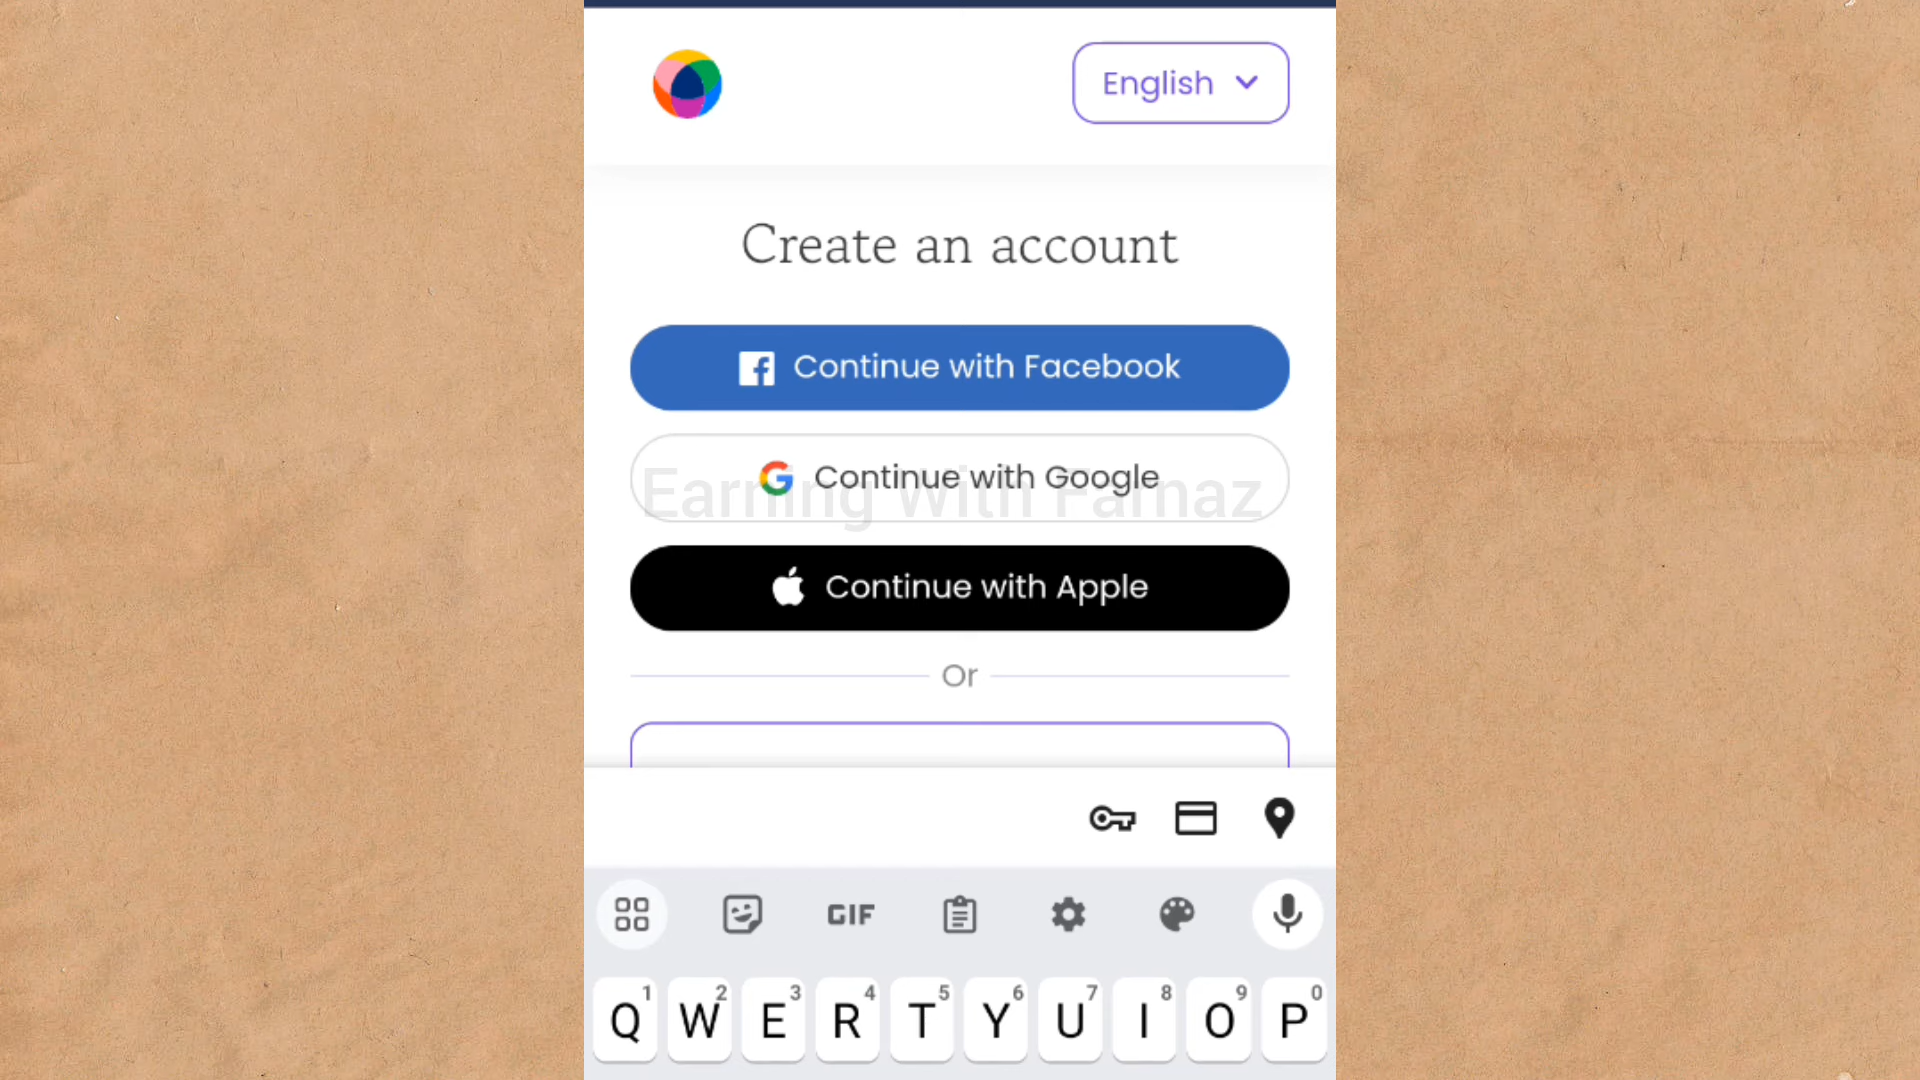 English
Create an account
Continue with Facebook
Continue with Google
Earning With Farnaz
Continue with Apple
Or
GIF
1 2 3 4 5 6 7 8 9 0
Q W E R T Y U I O P